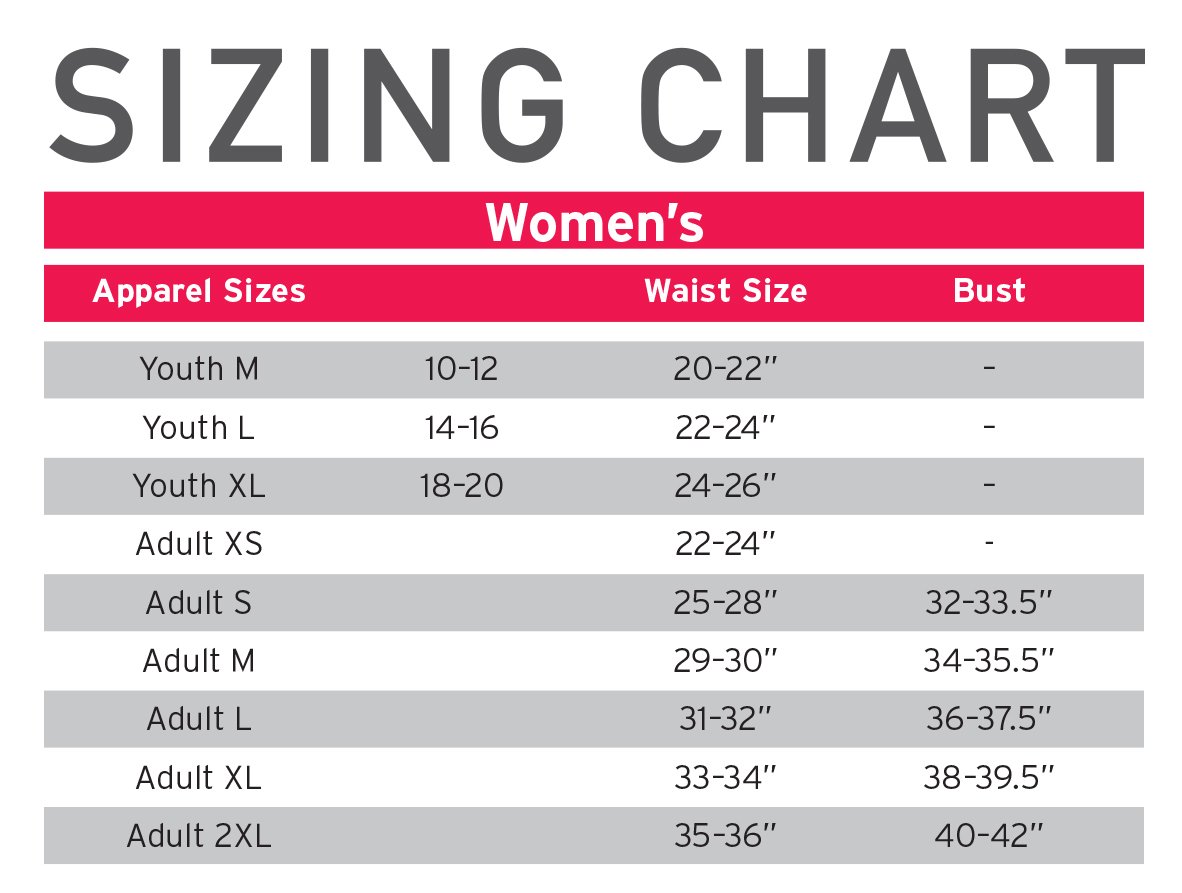 SIZING CHART
Women's
Apparel Sizes Waist Size Bust
Youth M 10–12 20–22" –
Youth L 14–16 22–24" –
Youth XL 18–20 24–26" –
Adult XS 22–24" -
Adult S 25–28" 32–33.5"
Adult M 29–30" 34–35.5"
Adult L 31–32" 36–37.5"
Adult XL 33–34" 38–39.5"
Adult 2XL 35–36" 40–42"